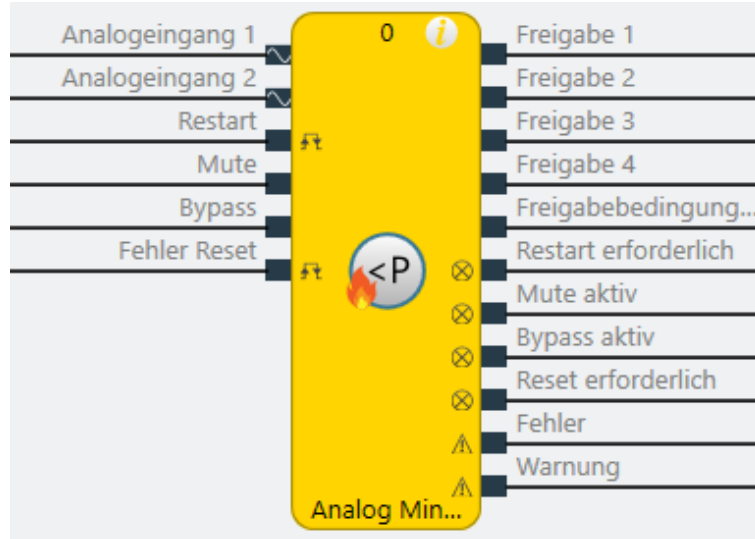 Analogeingang 1
Analogeingang 2
Restart
Mute
Bypass
Fehler Reset
0
i
<P
Analog Min...
Freigabe 1
Freigabe 2
Freigabe 3
Freigabe 4
Freigabebedingung...
Restart erforderlich
Mute aktiv
Bypass aktiv
Reset erforderlich
Fehler
Warnung